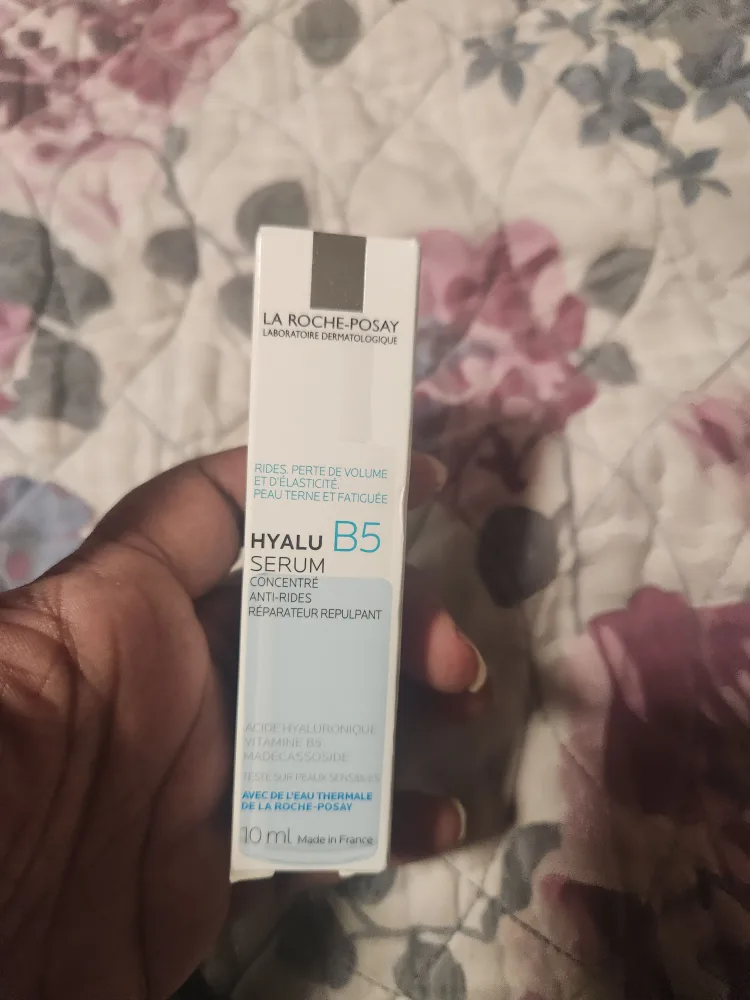 LA ROCHE-POSAY
LABORATOIRE DERMATOLOGIQUE
RIDES, PERTE DE VOLUME
ET D'ÉLASTICITÉ,
PEAU TERNE ET FATIGUÉE
HYALU B5
SERUM
CONCENTRÉ
ANTI-RIDES
RÉPARATEUR REPULPANT
ACIDE HYALURONIQUE
VITAMINE B5
MADECASSOSIDE
TESTÉ SUR PEAUX SENSIBLES
AVEC DE L'EAU THERMALE
DE LA ROCHE-POSAY
10 ml Made in France